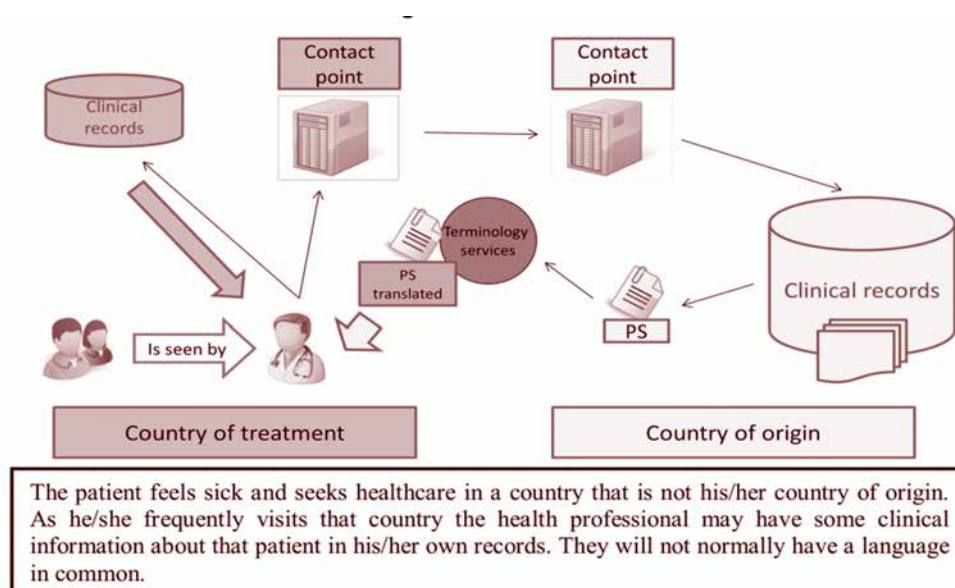 Contact
point
Contact
point
Clinical
records
Terminology
services
PS
translated
PS
Clinical records
Is seen by
Country of treatment
Country of origin
The patient feels sick and seeks healthcare in a country that is not his/her country of origin.
As he/she frequently visits that country the health professional may have some clinical
information about that patient in his/her own records. They will not normally have a language
in common.